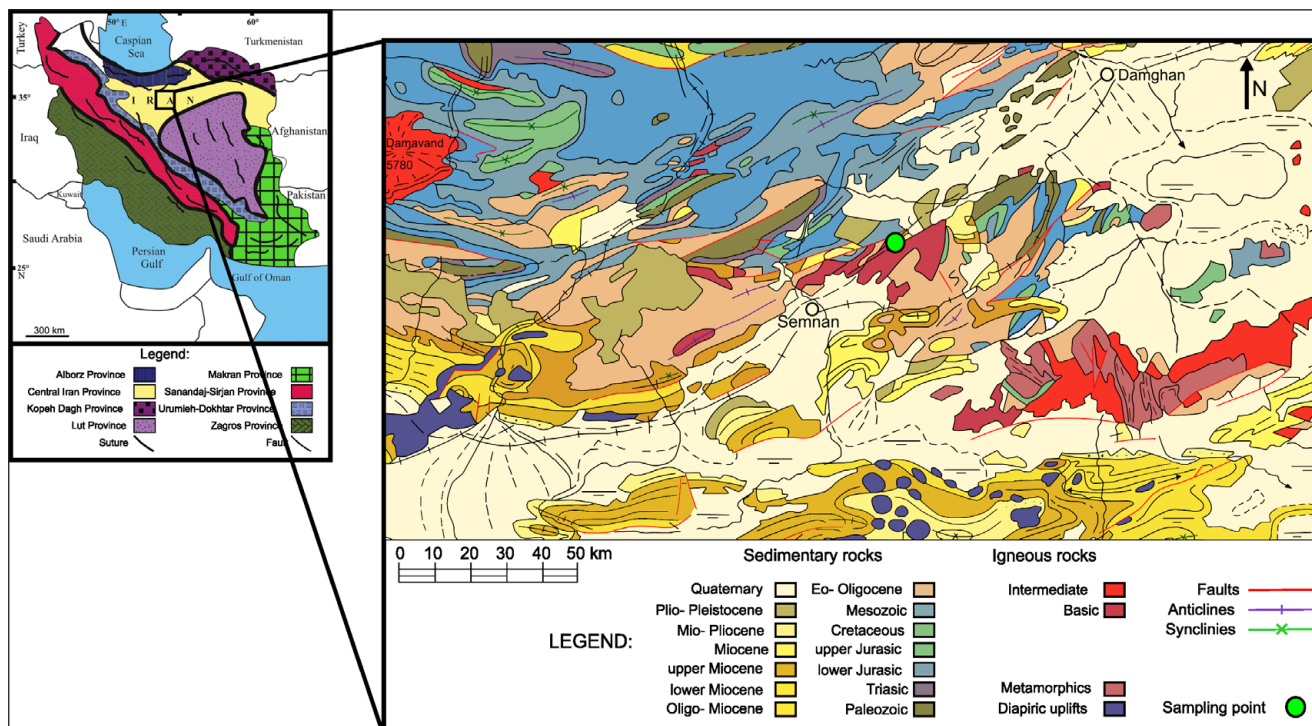 50° E
60°
Turkey
Caspian
Sea
Turkmenistan
35°
I R A N
Iraq
Afghanistan
Kuwait
Pakistan
Saudi Arabia
Persian
Gulf
25°
N
Gulf of Oman
300 km
Legend:
Alborz Province
Makran Province
Central Iran Province
Sanandaj-Sirjan Province
Kopeh Dagh Province
Urumieh-Dokhtar Province
Lut Province
Zagros Province
Suture
Fault
Damghan
N
Damavand
5780
Semnan
0 10 20 30 40 50 km
Sedimentary rocks
Igneous rocks
LEGEND:
Quaternary
Plio- Pleistocene
Mio- Pliocene
Miocene
upper Miocene
lower Miocene
Oligo- Miocene
Eo- Oligocene
Mesozoic
Cretaceous
upper Jurasic
lower Jurasic
Triasic
Paleozoic
Intermediate
Basic
Metamorphics
Diapiric uplifts
Faults
Anticlines
Synclinies
Sampling point